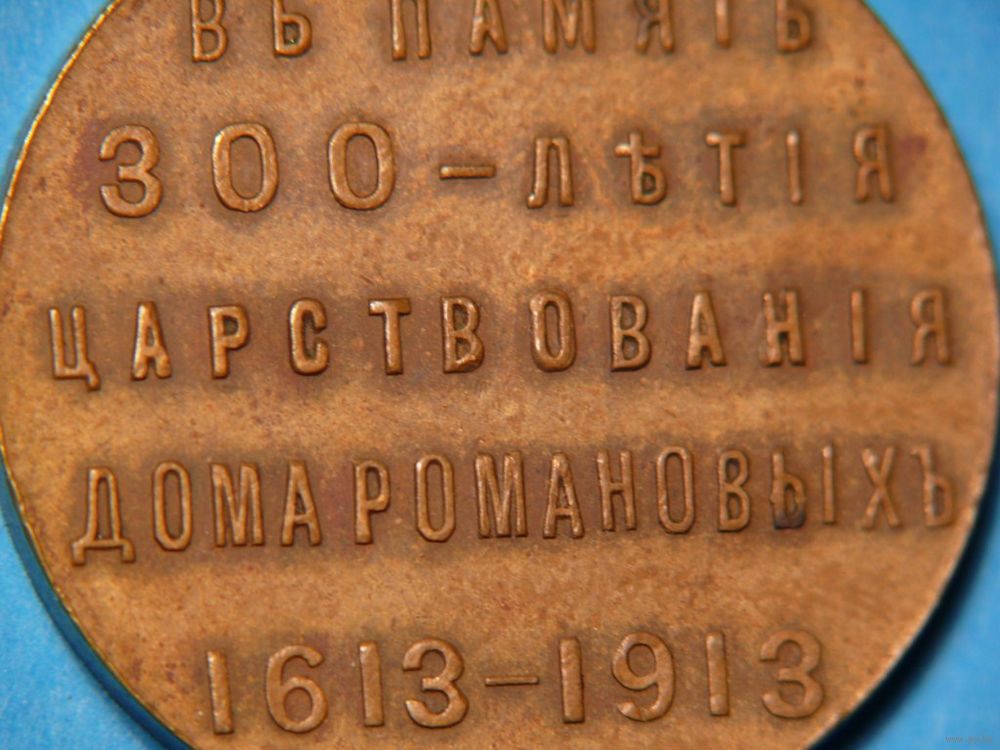 ВЪ ПАМЯТЬ
300-ЛѢТІЯ
ЦАРСТВОВАНІЯ
ДОМА РОМАНОВЫХЪ
1613-1913